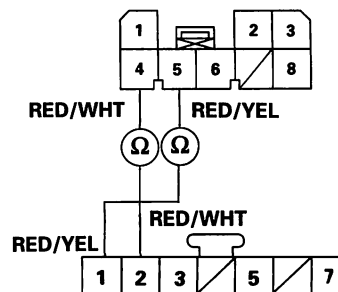 1 2 3
4 5 6 8
RED/WHT RED/YEL
Ω Ω
RED/WHT
RED/YEL
1 2 3 5 7